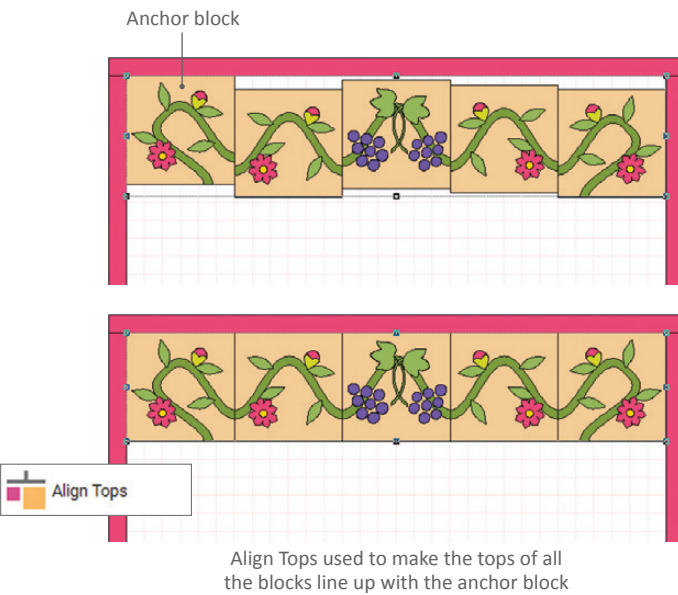 Anchor block
Align Tops
Align Tops used to make the tops of all
the blocks line up with the anchor block